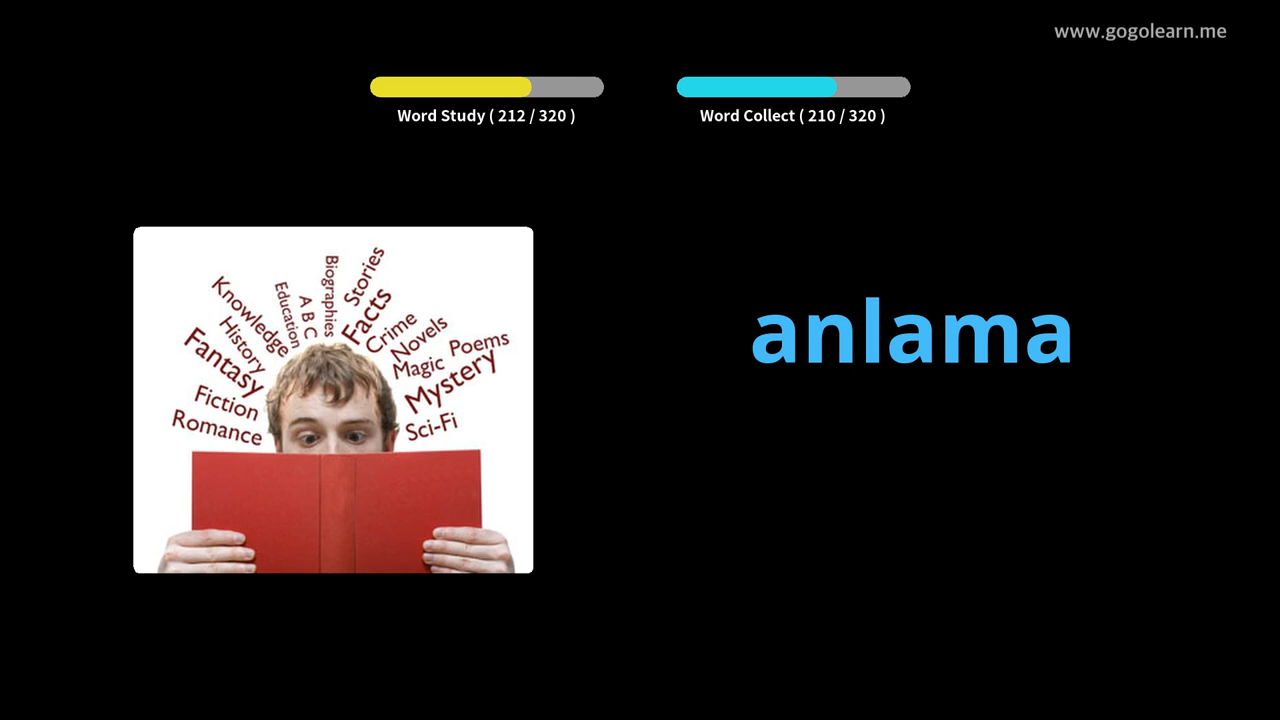 www.gogolearn.me
Word Study ( 212 / 320 )
Word Collect ( 210 / 320 )
Biographies
Stories
Education
A B C
Facts
Knowledge
Crime
History
Novels
Poems
Fantasy
Magic
Mystery
Fiction
Romance
Sci-Fi
anlama